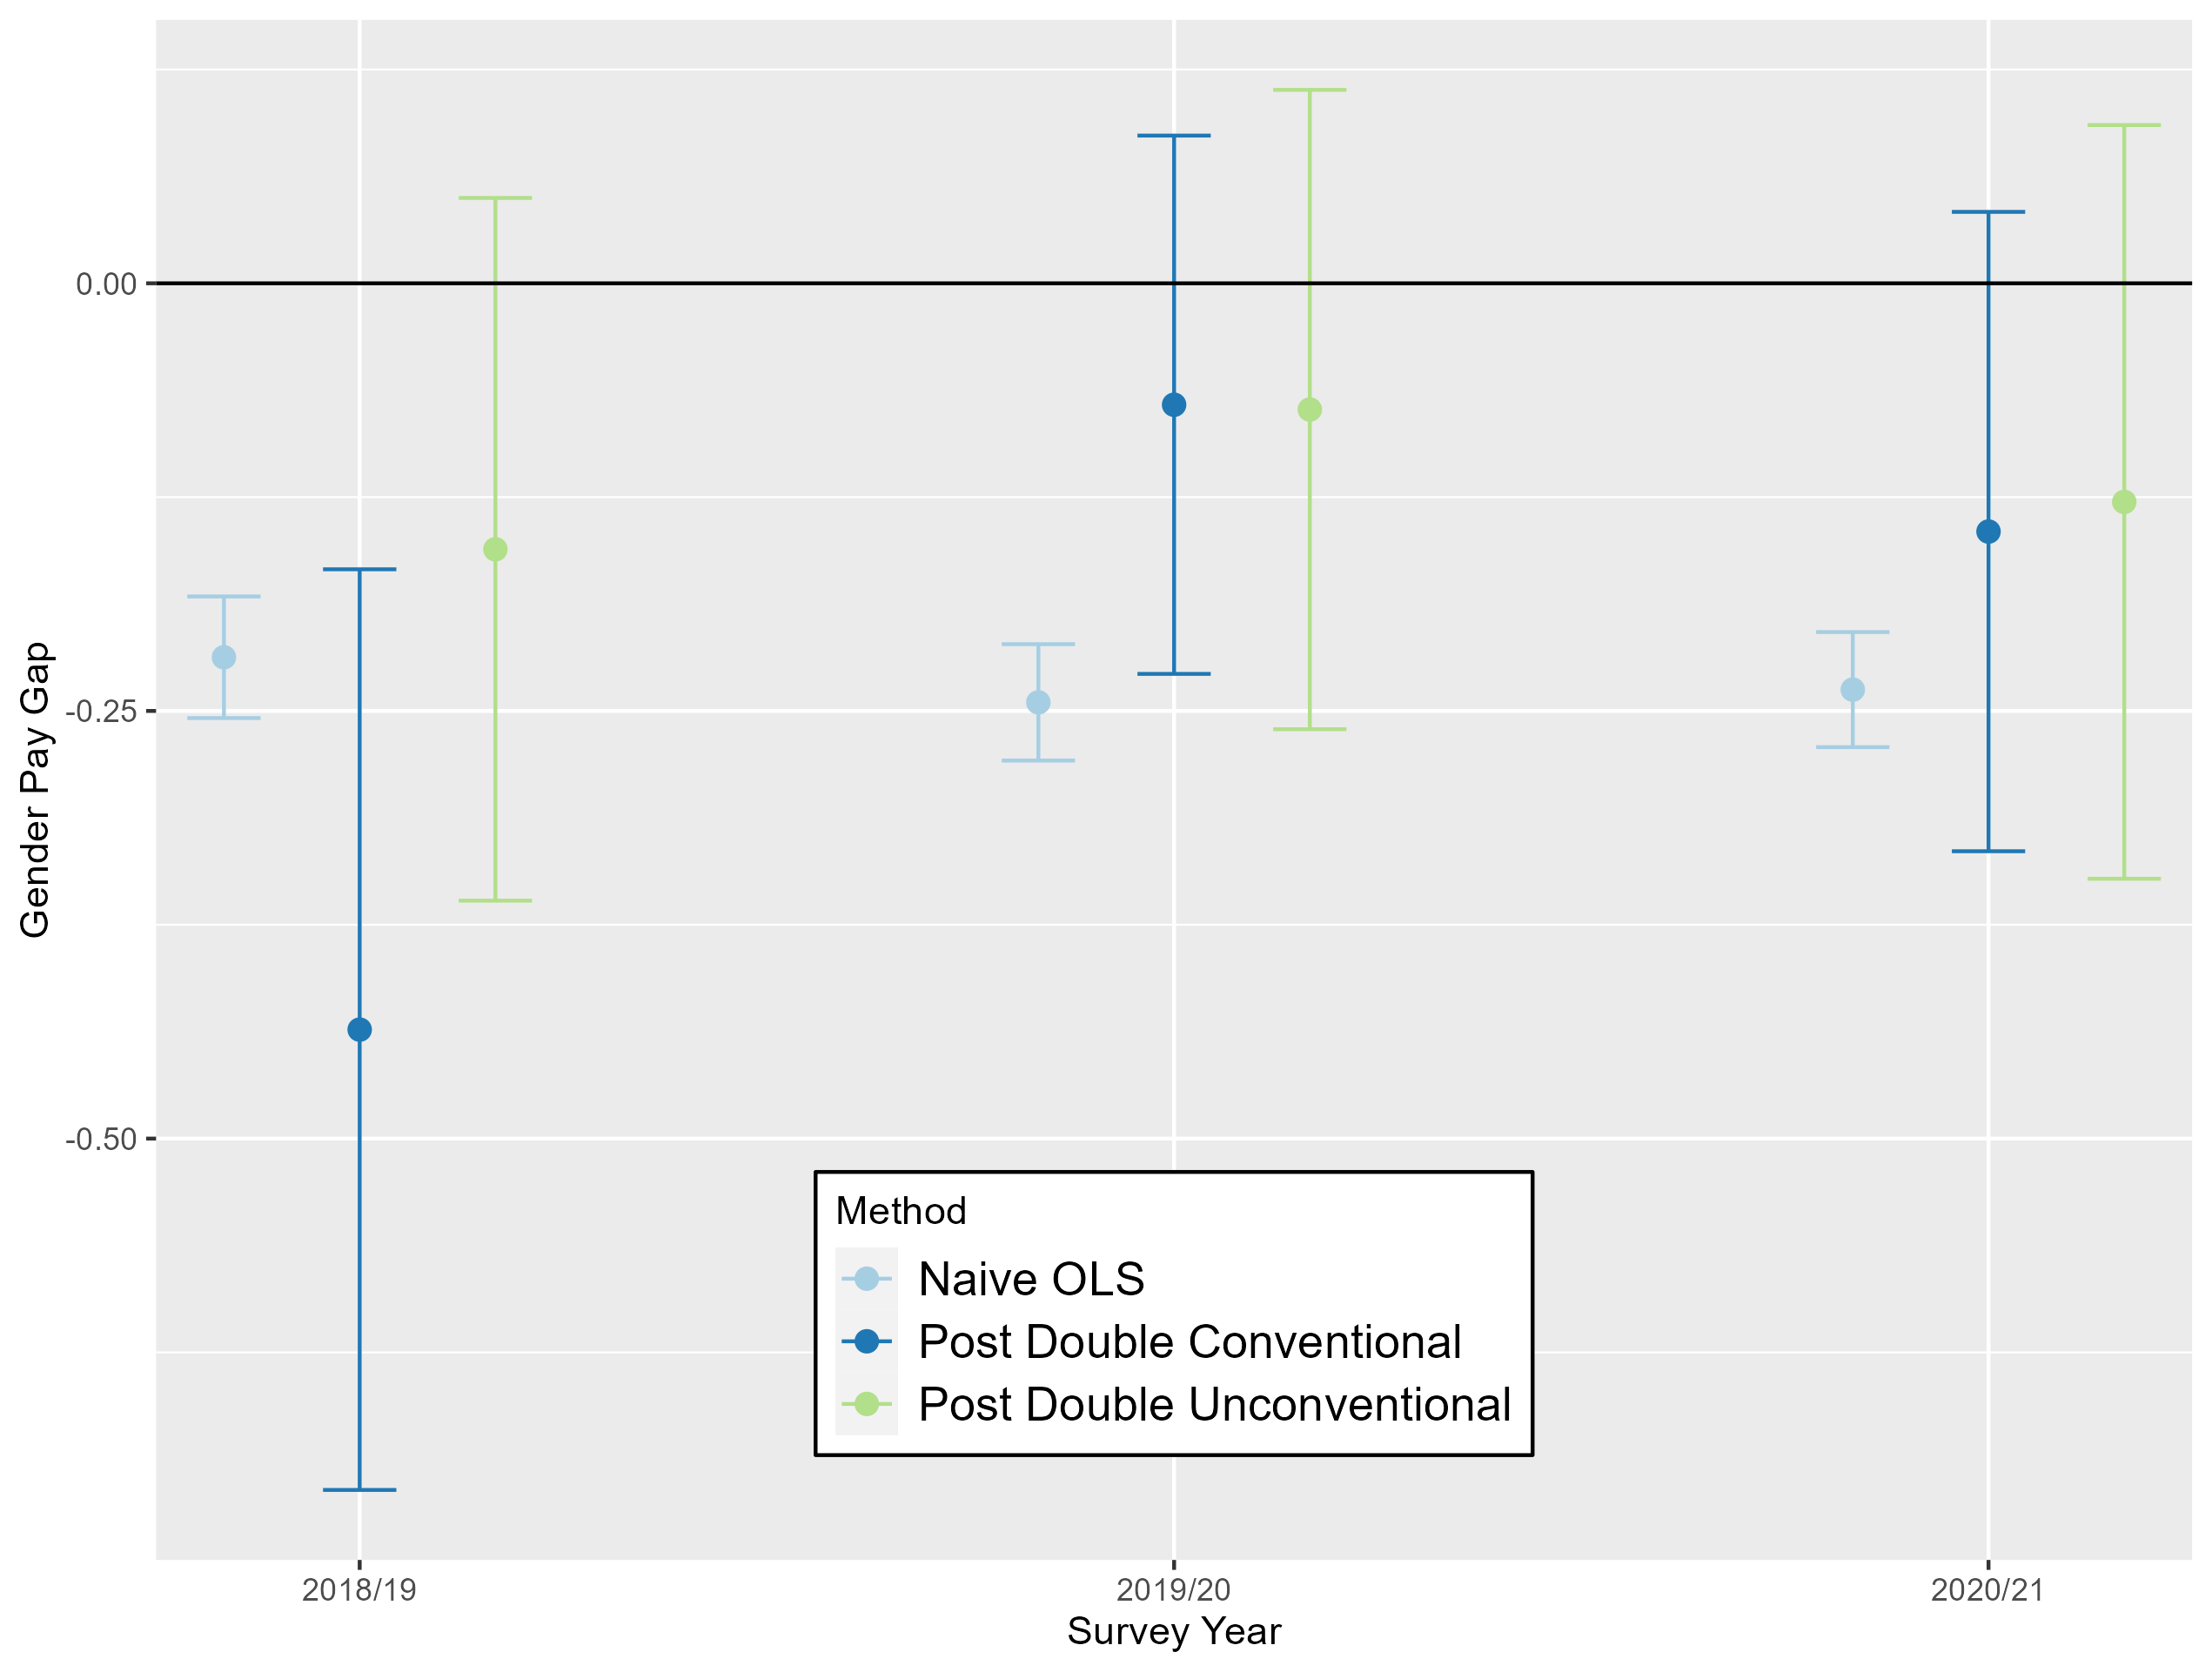 0.00
-0.25
-0.50
Gender Pay Gap
Method
Naive OLS
Post Double Conventional
Post Double Unconventional
2018/19
2019/20
2020/21
Survey Year